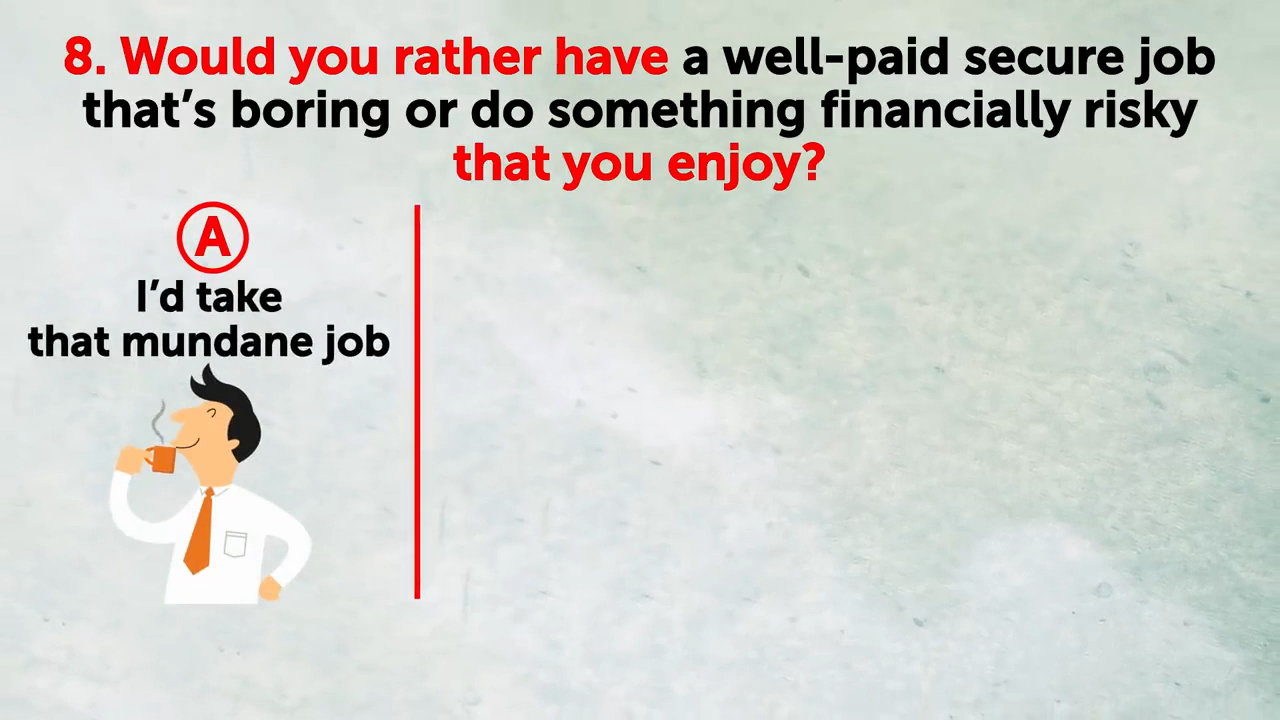 8. Would you rather have a well-paid secure job
that’s boring or do something financially risky
that you enjoy?
A
I’d take
that mundane job